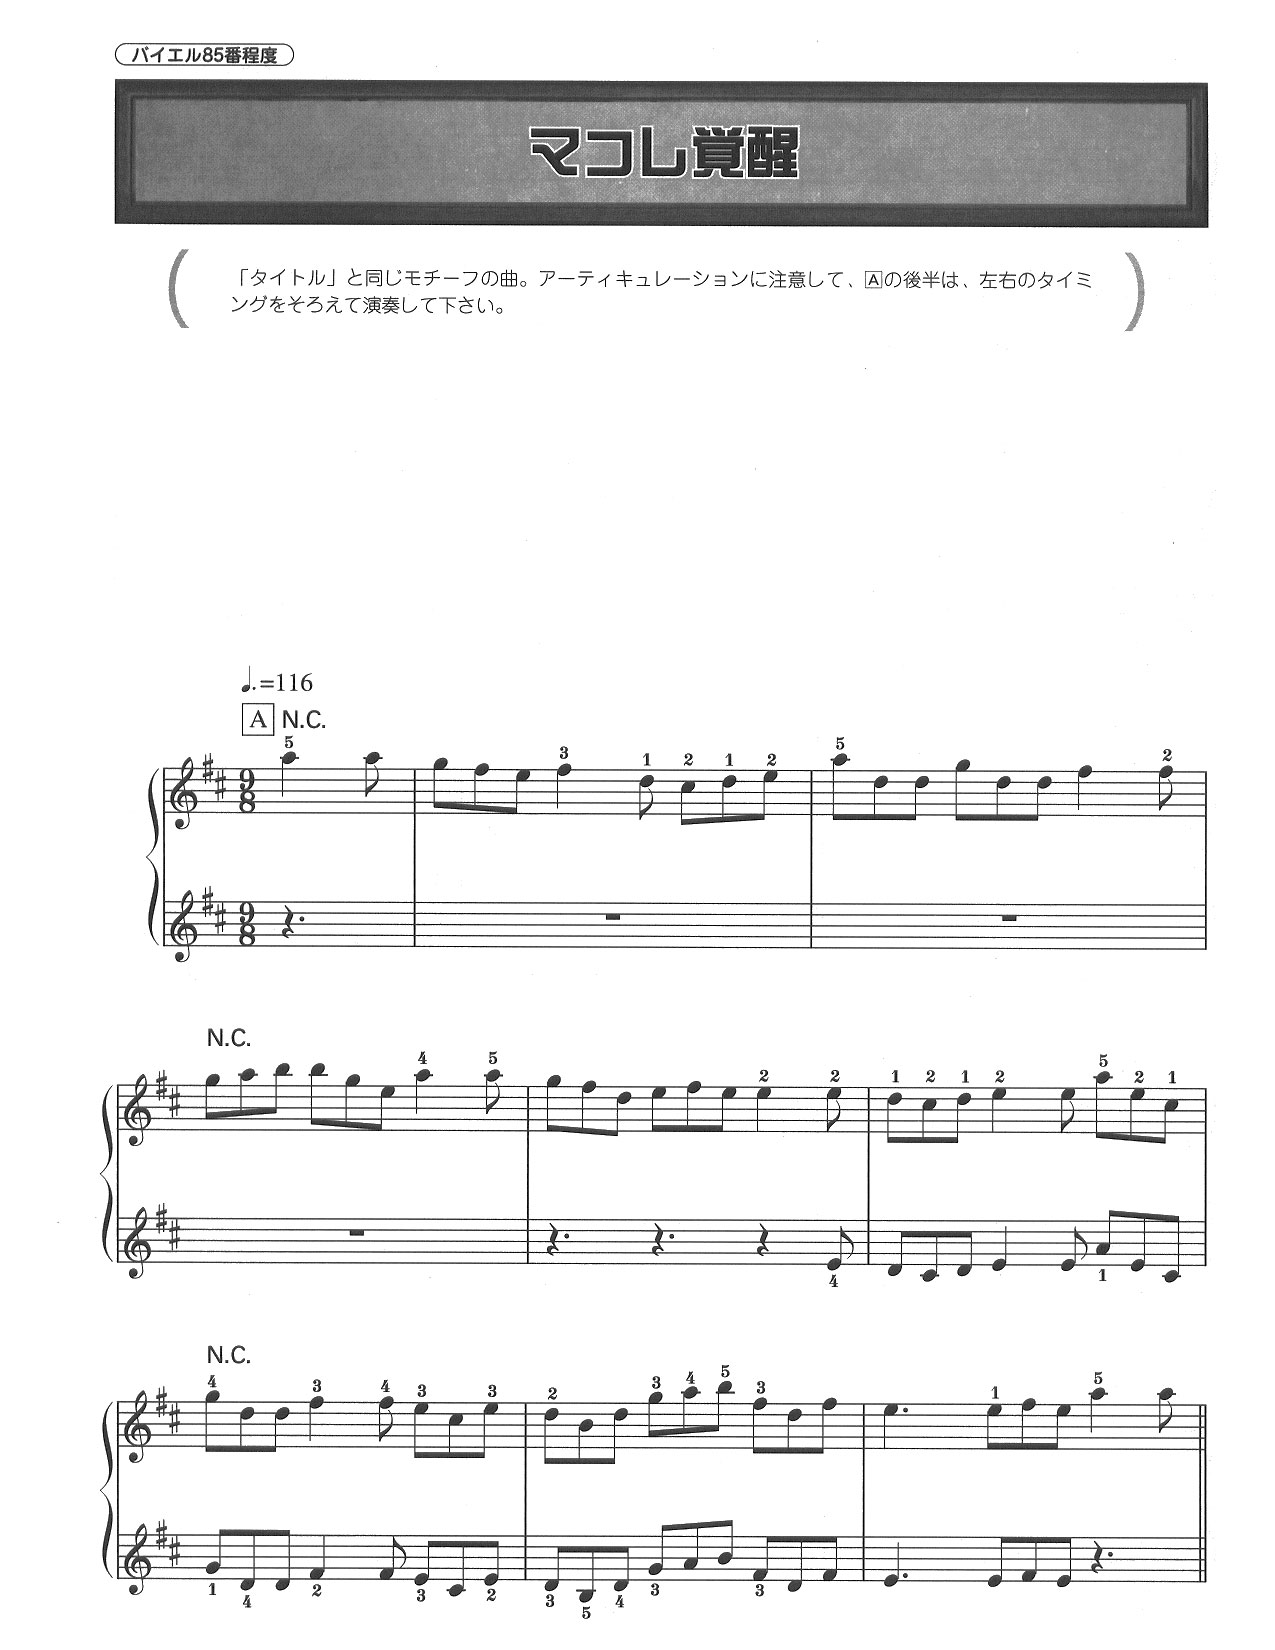 バイエル85番程度
マコレ覚醒
「タイトル」と同じモチーフの曲。アーティキュレーションに注意して、Aの後半は、左右のタイミ
ングをそろえて演奏して下さい。
♩.=116
A N.C.
5 3 1 2 1 2 5 2
9 8
9 8
N.C.
4 5 2 2 1 2 1 2 5 2 1
4 1
N.C.
4 3 4 3 3 2 3 4 5 3 1 5
1 4 2 3 2 3 5 4 3 3